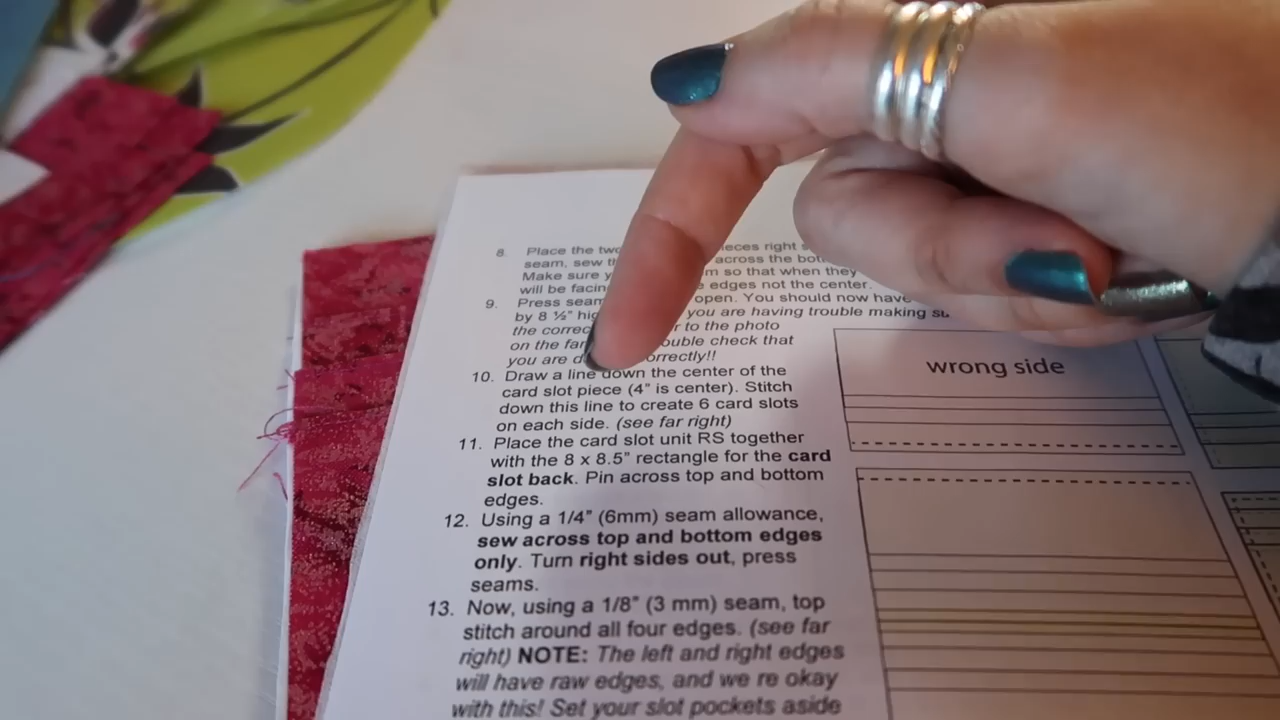 8. Place the two eces right s
seam, sew th across the bot
Make sure y m so that when they
will be facin e edges not the center.
9. Press seam open. You should now have
by 8 ½" hig you are having trouble making su
the correc r to the photo
on the far ouble check that
you are d orrectly!!
10. Draw a line down the center of the
card slot piece (4" is center). Stitch
down this line to create 6 card slots
on each side. (see far right)
11. Place the card slot unit RS together
with the 8 x 8.5" rectangle for the card
slot back. Pin across top and bottom
edges.
12. Using a 1/4" (6mm) seam allowance,
sew across top and bottom edges
only. Turn right sides out, press
seams.
13. Now, using a 1/8" (3 mm) seam, top
stitch around all four edges. (see far
right) NOTE: The left and right edges
will have raw edges, and we re okay
with this! Set your slot pockets aside
wrong side